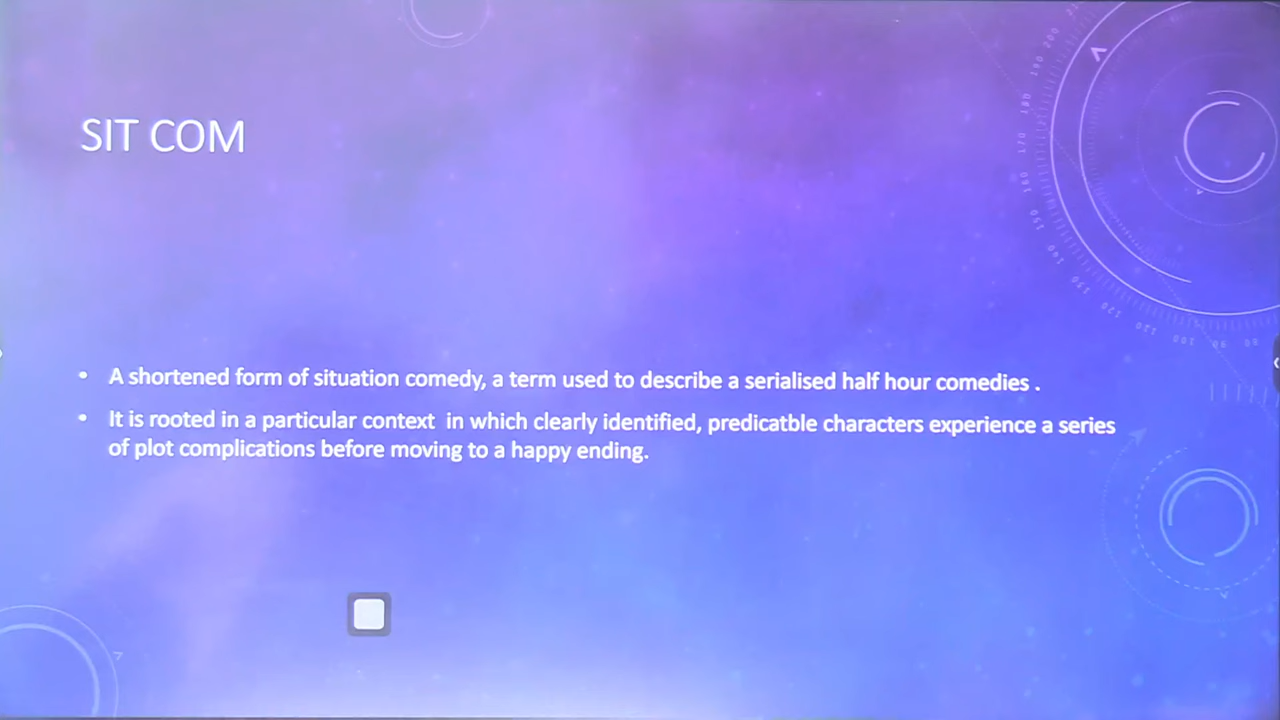 SIT COM
• A shortened form of situation comedy, a term used to describe a serialised half hour comedies .
• It is rooted in a particular context in which clearly identified, predicatble characters experience a series
of plot complications before moving to a happy ending.